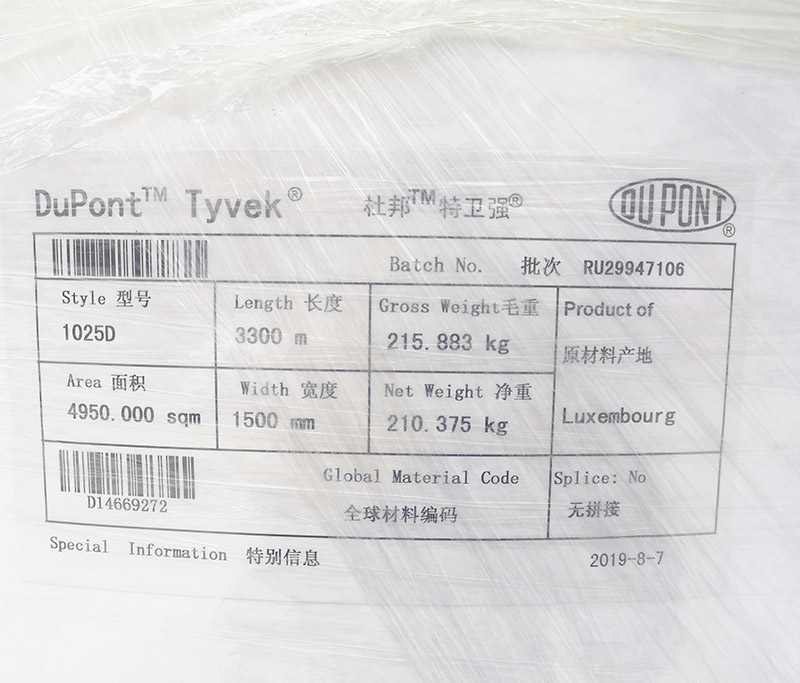 DuPont™ Tyvek® 杜邦™特卫强® DU PONT®
Batch No. 批次 RU29947106
Style 型号
1025D
Length 长度
3300 m
Gross Weight毛重
215.883 kg
Product of
原材料产地
Luxembourg
Area 面积
4950.000 sqm
Width 宽度
1500 mm
Net Weight 净重
210.375 kg
D14669272
Global Material Code
全球材料编码
Splice: No
无拼接
Special Information 特别信息
2019-8-7